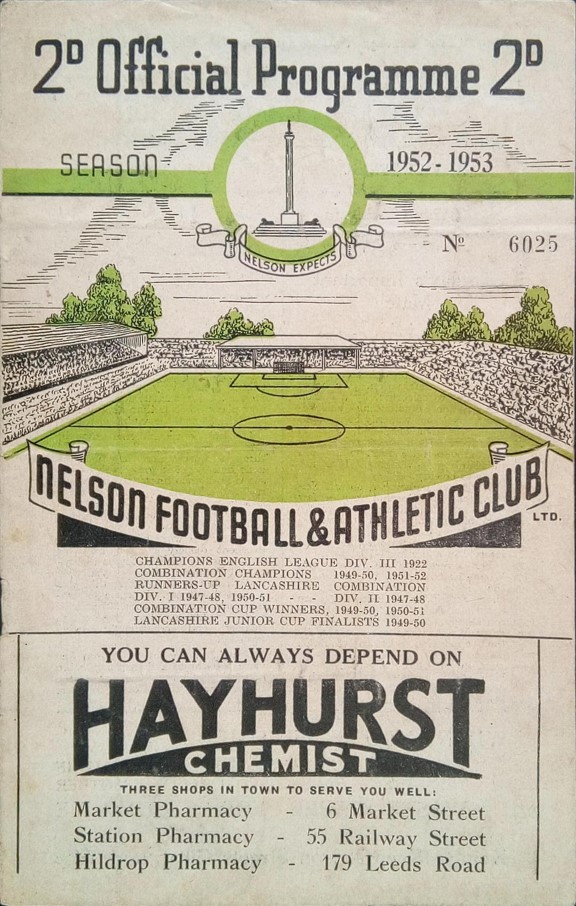 2D Official Programme 2D
SEASON 1952-1953
NELSON EXPECTS
Nº 6025
NELSON FOOTBALL & ATHLETIC CLUB LTD.
CHAMPIONS ENGLISH LEAGUE DIV. III 1922
COMBINATION CHAMPIONS 1949-50, 1951-52
RUNNERS-UP LANCASHIRE COMBINATION
DIV. I 1947-48, 1950-51 - - DIV. II 1947-48
COMBINATION CUP WINNERS, 1949-50, 1950-51
LANCASHIRE JUNIOR CUP FINALISTS 1949-50
YOU CAN ALWAYS DEPEND ON
HAYHURST
CHEMIST
THREE SHOPS IN TOWN TO SERVE YOU WELL:
Market Pharmacy - 6 Market Street
Station Pharmacy - 55 Railway Street
Hildrop Pharmacy - 179 Leeds Road